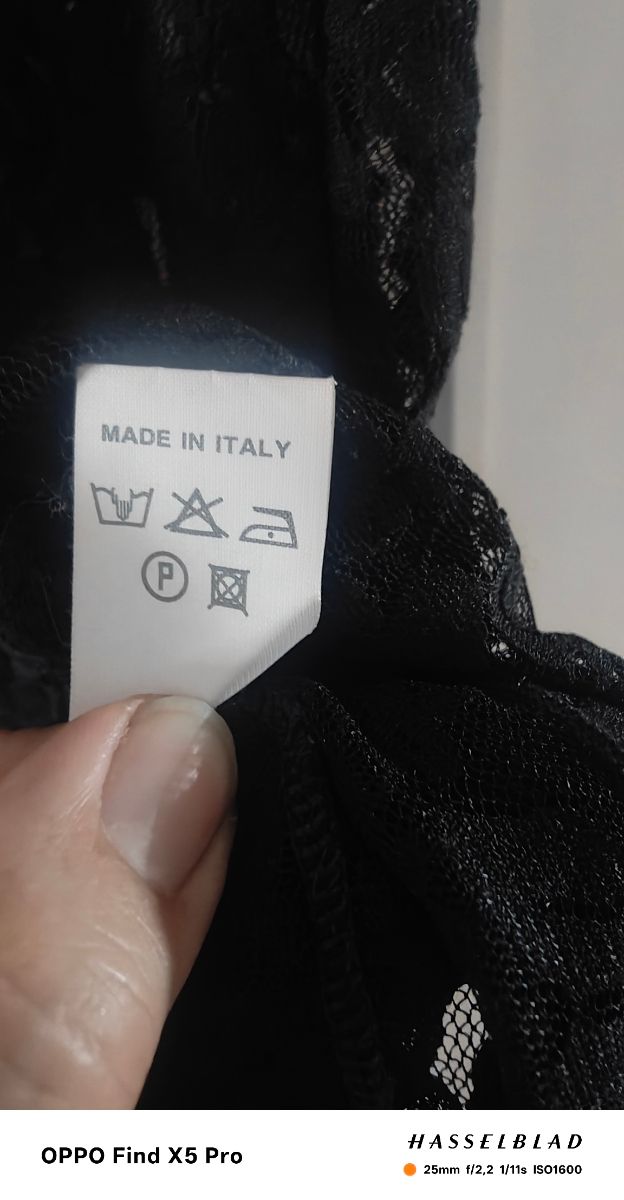 MADE IN ITALY
P
OPPO Find X5 Pro
HASSELBLAD
25mm f/2,2 1/11s ISO1600